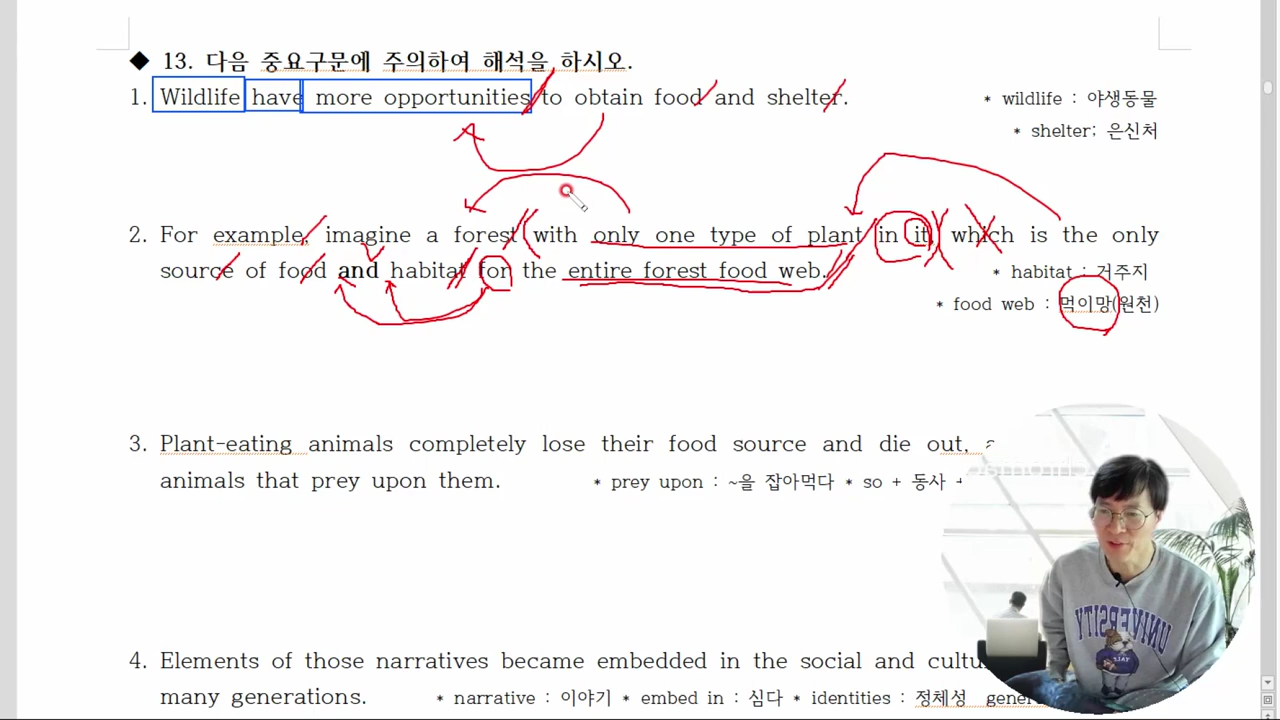 ◆ 13. 다음 중요구문에 주의하여 해석을 하시오.
1. Wildlife have more opportunities to obtain food and shelter.
* wildlife : 야생동물
* shelter; 은신처
2. For example, imagine a forest with only one type of plant in it, which is the only
source of food and habitat for the entire forest food web.
* habitat : 거주지
* food web : 먹이망(원천)
3. Plant-eating animals completely lose their food source and die out,
animals that prey upon them.
* prey upon : ~을 잡아먹다 * so + 동사 +
4. Elements of those narratives became embedded in the social and
many generations.
* narrative : 이야기 * embed in : 심다 * identities : 정체성
UNIVERSITY
YALE